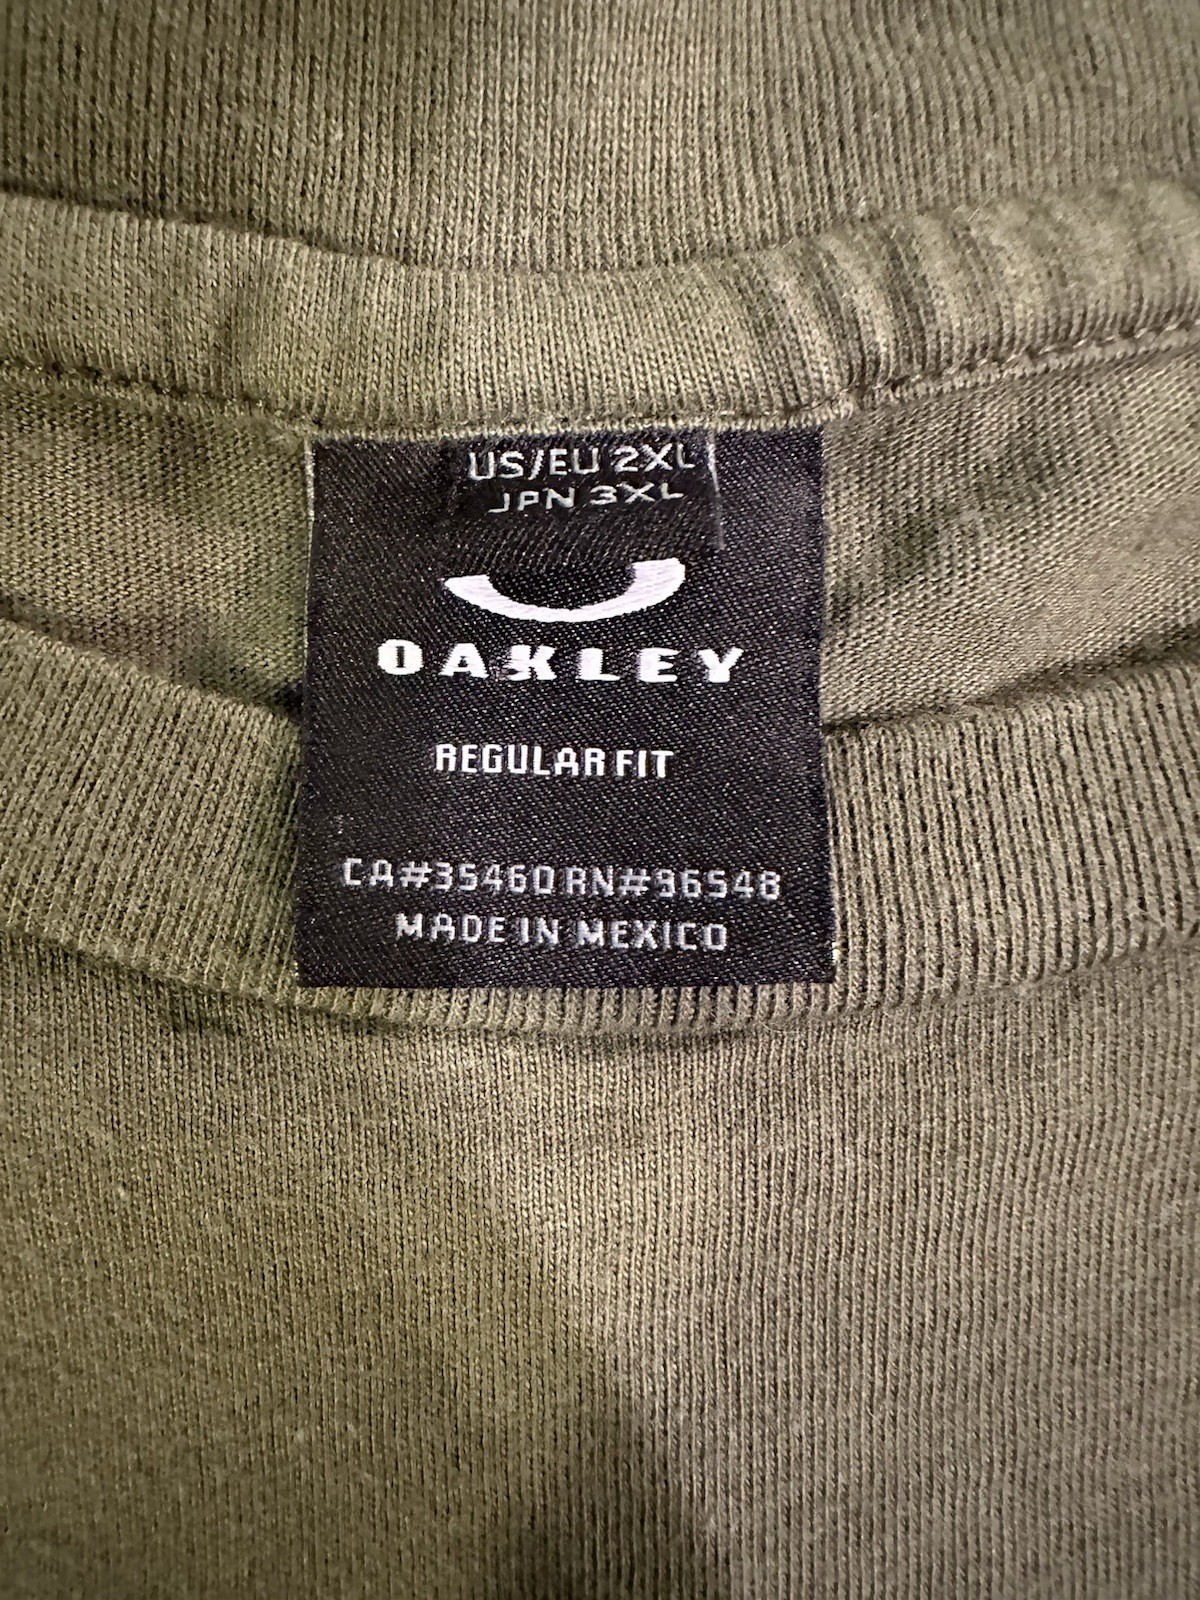 US/EU 2XL
JPN 3XL
OAKLEY
REGULAR FIT
CA#35460 RN#96548
MADE IN MEXICO